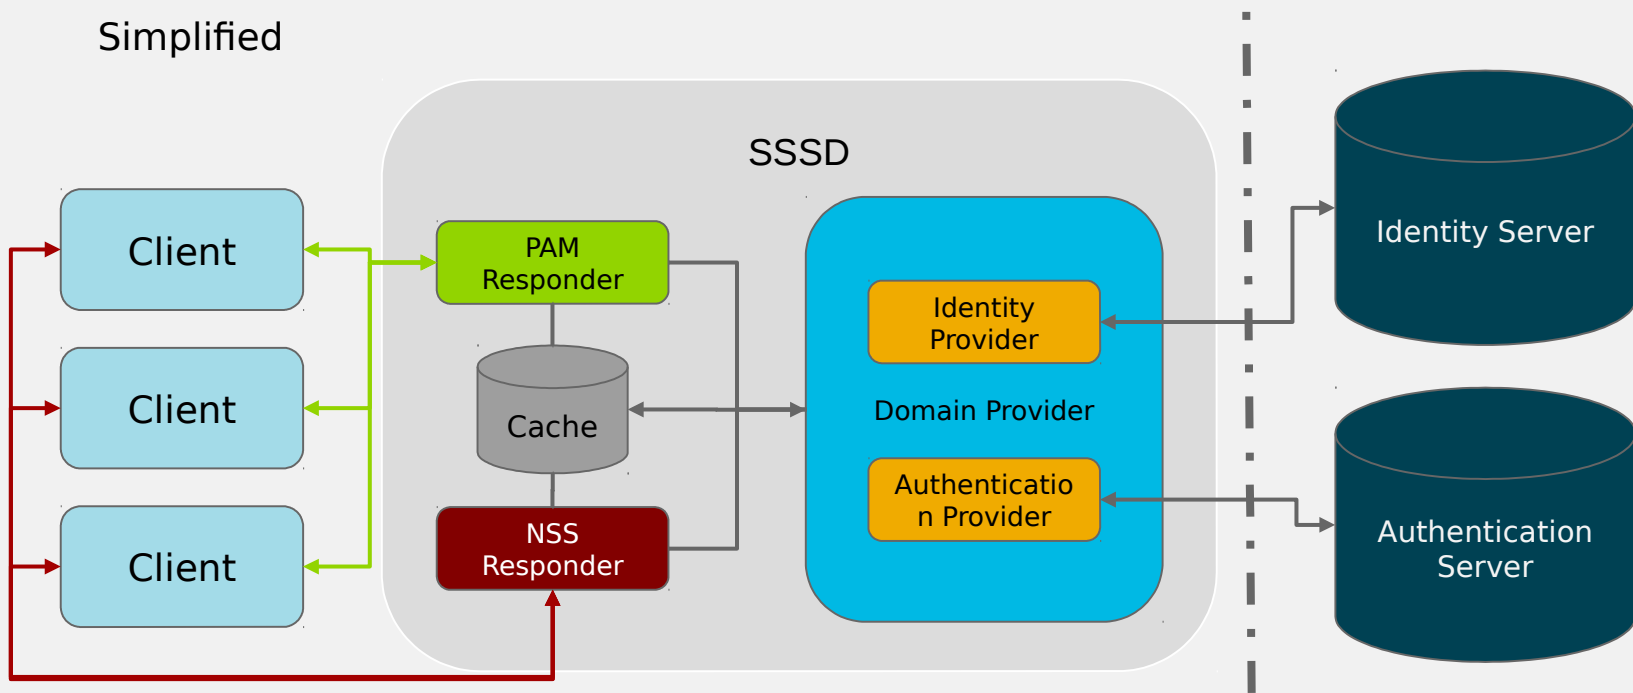 Simplified
SSSD
Client
Client
Client
PAM
Responder
Cache
NSS
Responder
Identity
Provider
Domain Provider
Authenticatio
n Provider
Identity Server
Authentication
Server